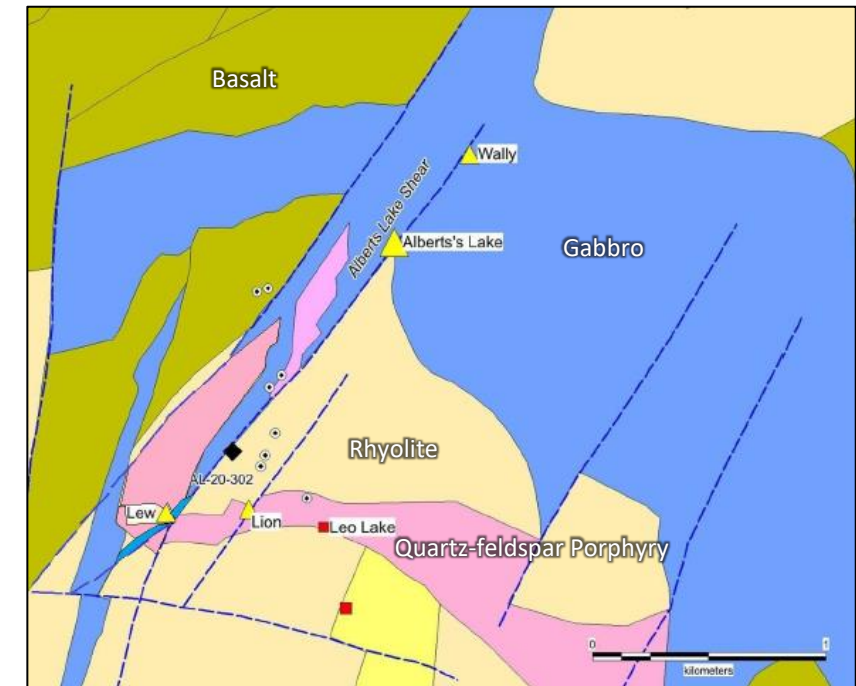 Basalt
Wally
Alberts Lake Shear
Alberts's Lake
Gabbro
Rhyolite
AL-20-302
Lew
Lion
Leo Lake
Quartz-feldspar Porphyry
0
1
kilometers